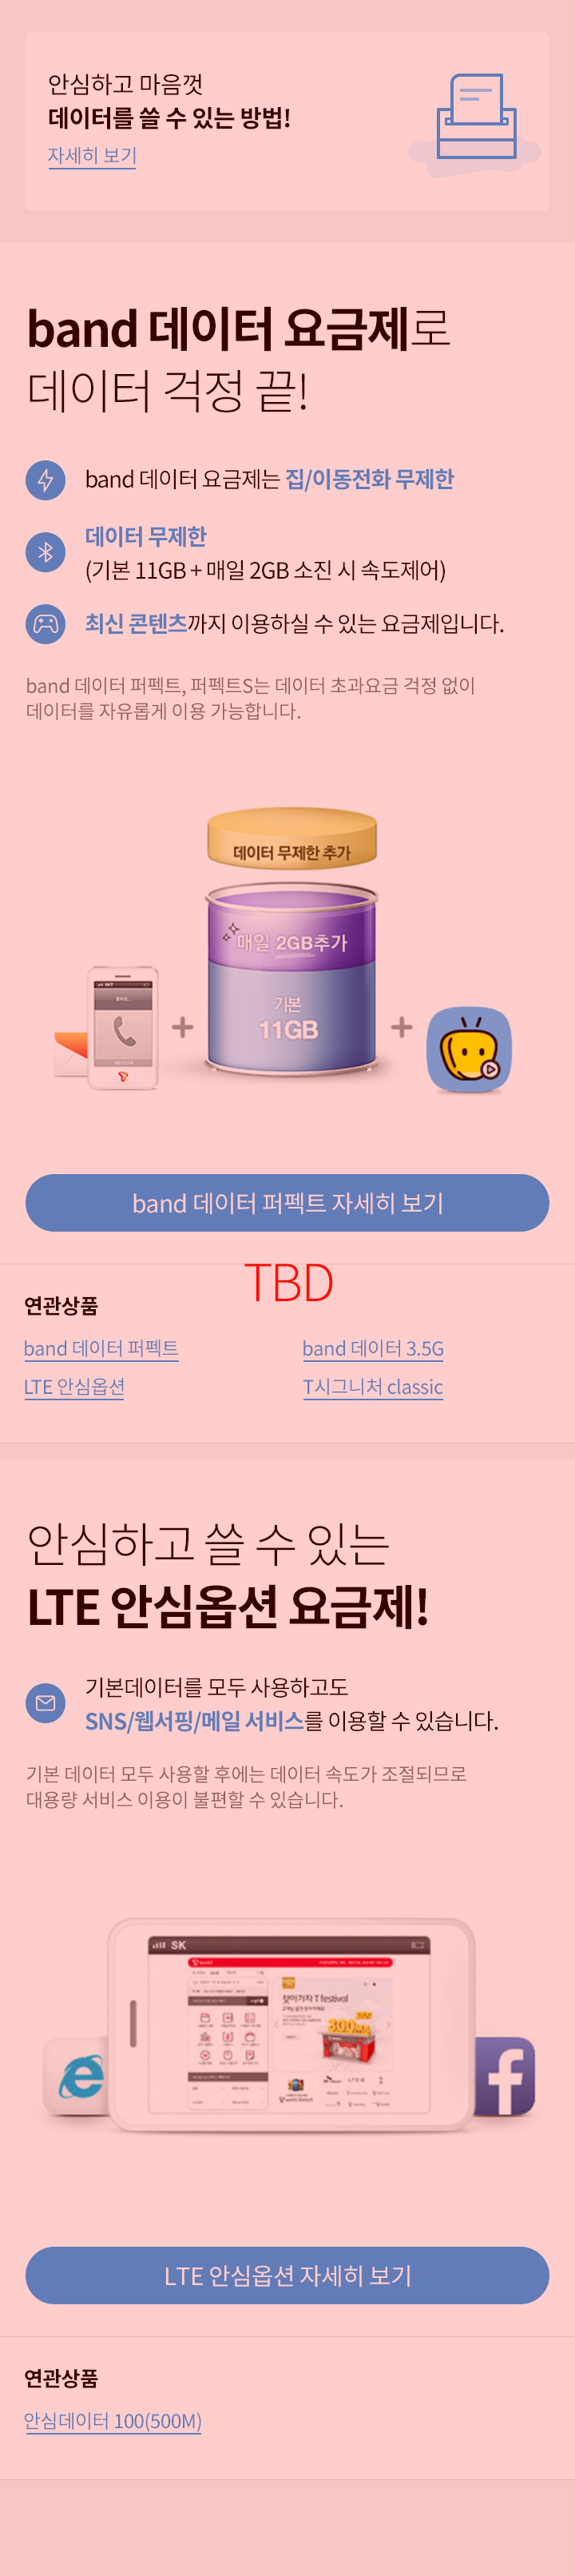 안심하고 마음껏
데이터를 쓸 수 있는 방법!
자세히 보기
band 데이터 요금제로
데이터 걱정 끝!
band 데이터 요금제는 집/이동전화 무제한
데이터 무제한
(기본 11GB + 매일 2GB 소진 시 속도제어)
최신 콘텐츠까지 이용하실 수 있는 요금제입니다.
band 데이터 퍼펙트, 퍼펙트S는 데이터 초과요금 걱정 없이
데이터를 자유롭게 이용 가능합니다.
데이터 무제한 추가
매일 2GB추가
기본
11GB
band 데이터 퍼펙트 자세히 보기
TBD
연관상품
band 데이터 퍼펙트
band 데이터 3.5G
LTE 안심옵션
T시그니처 classic
안심하고 쓸 수 있는
LTE 안심옵션 요금제!
기본데이터를 모두 사용하고도
SNS/웹서핑/메일 서비스를 이용할 수 있습니다.
기본 데이터 모두 사용할 후에는 데이터 속도가 조절되므로
대용량 서비스 이용이 불편할 수 있습니다.
SK
찾아가자 T festival
300MB
LTE 안심옵션 자세히 보기
연관상품
안심데이터 100(500M)